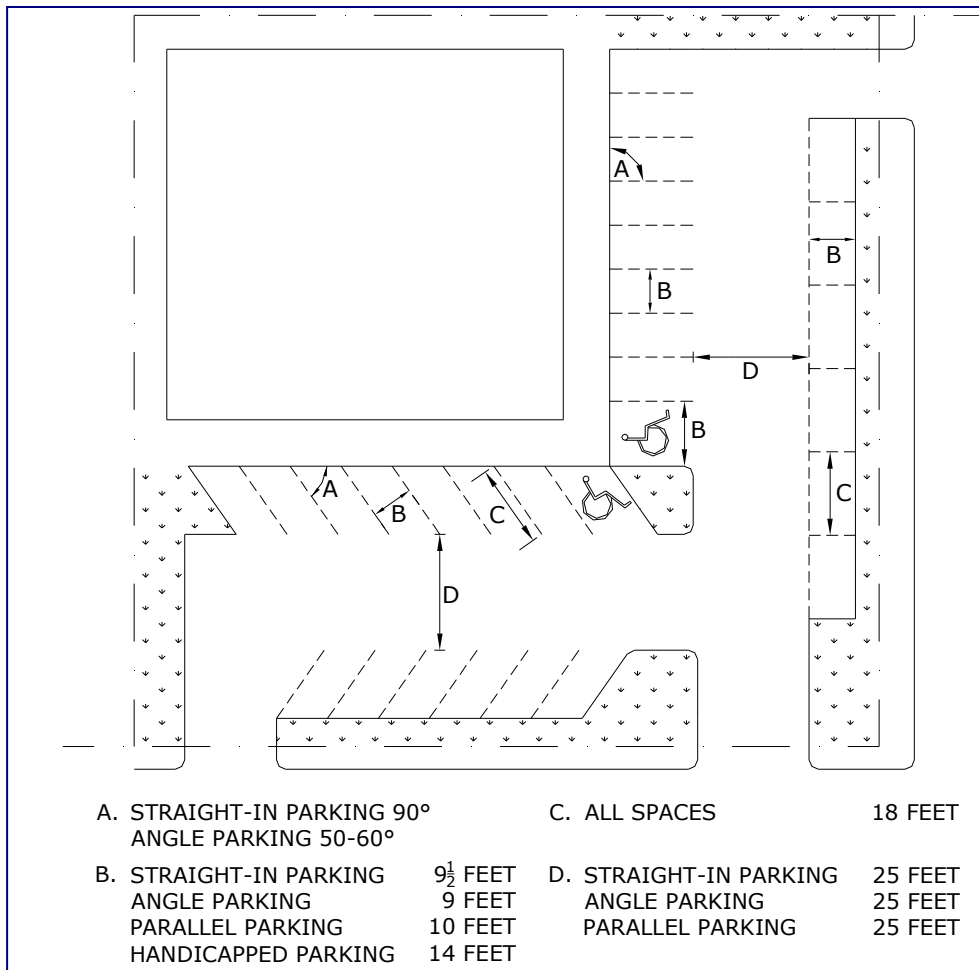 A
B
B
D
B
A
B
C
C
D
A. STRAIGHT-IN PARKING 90°
ANGLE PARKING 50-60°
C. ALL SPACES 18 FEET
B. STRAIGHT-IN PARKING 9½ FEET
ANGLE PARKING 9 FEET
PARALLEL PARKING 10 FEET
HANDICAPPED PARKING 14 FEET
D. STRAIGHT-IN PARKING 25 FEET
ANGLE PARKING 25 FEET
PARALLEL PARKING 25 FEET